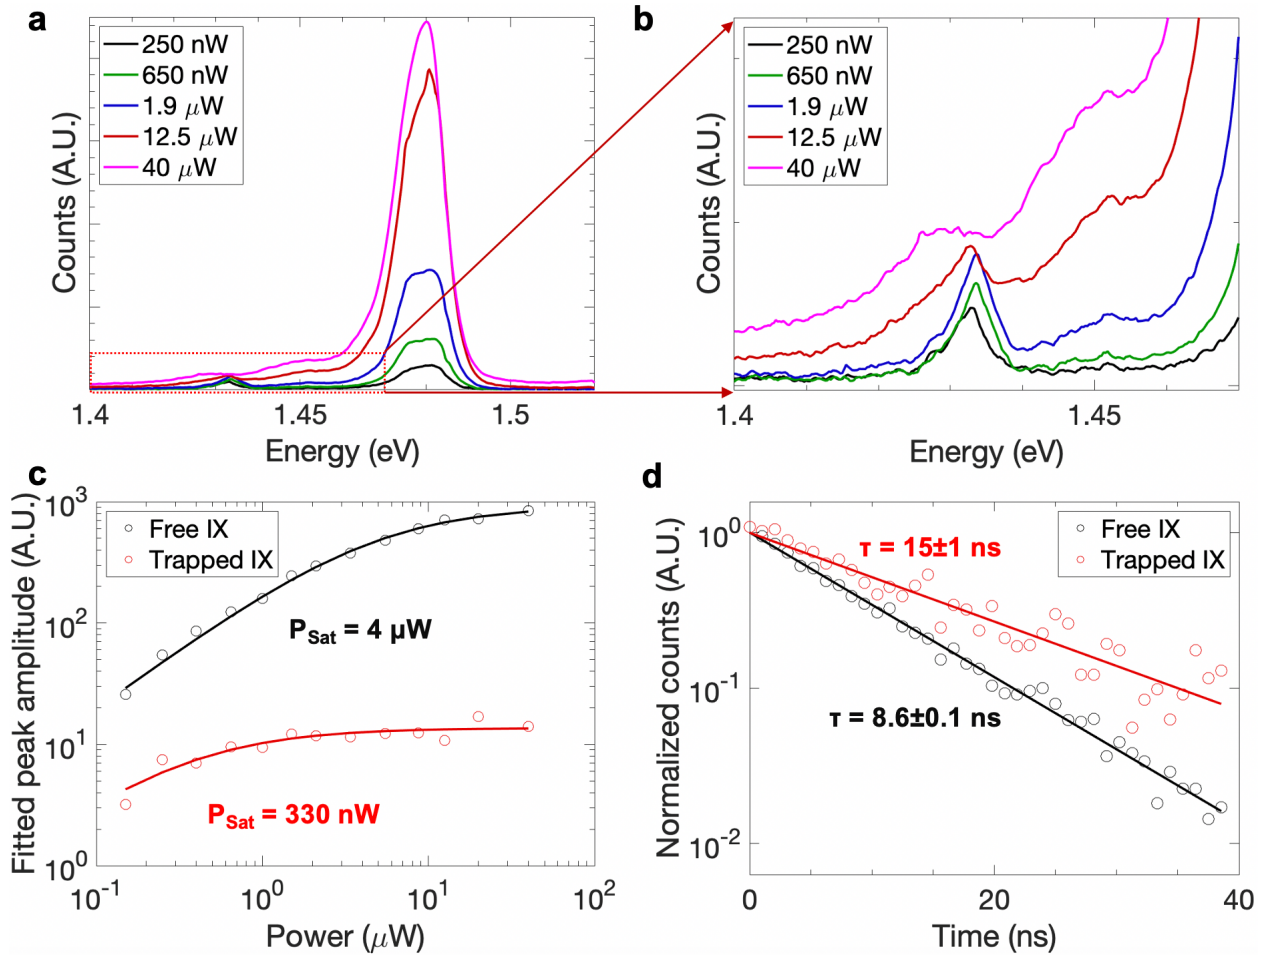 a
250 nW
650 nW
1.9 μW
12.5 μW
40 μW
Counts (A.U.)
1.4
1.45
1.5
Energy (eV)
b
250 nW
650 nW
1.9 μW
12.5 μW
40 μW
Counts (A.U.)
1.4
1.45
Energy (eV)
c
Free IX
Trapped IX
P_Sat = 4 μW
P_Sat = 330 nW
Fitted peak amplitude (A.U.)
10^3
10^2
10^1
10^0
10^-1
10^0
10^1
10^2
Power (μW)
d
Free IX
Trapped IX
τ = 15±1 ns
τ = 8.6±0.1 ns
Normalized counts (A.U.)
10^0
10^-1
10^-2
0
20
40
Time (ns)